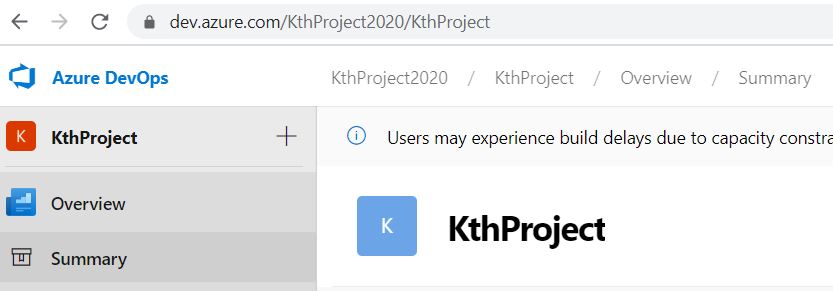 dev.azure.com/KthProject2020/KthProject
Azure DevOps
KthProject2020 / KthProject / Overview / Summary
K KthProject +
Users may experience build delays due to capacity constra
Overview
K KthProject
Summary